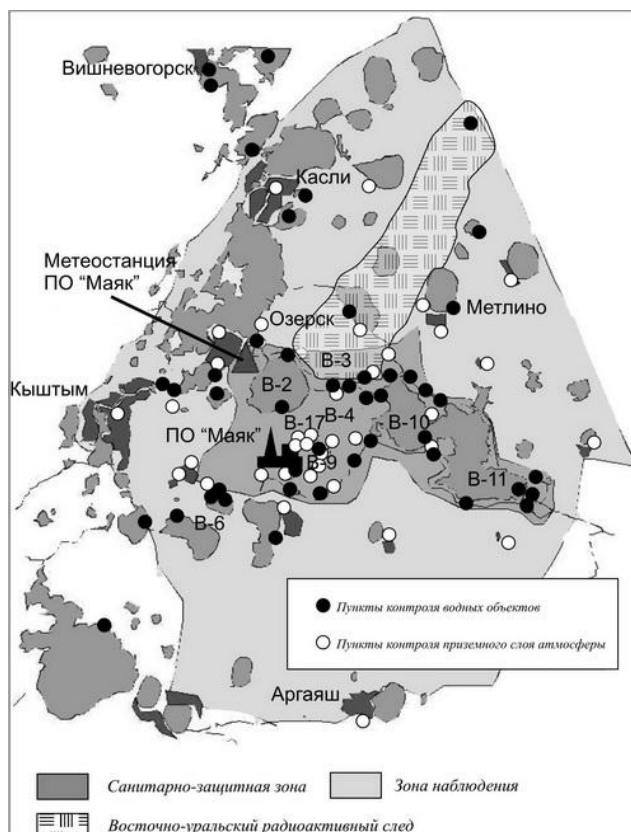 Вишневогорск
Касли
Метеостанция
ПО “Маяк”
Озерск
Метлино
В-3
Кыштым
В-2
В-17
В-4
В-10
ПО “Маяк”
В-9
В-11
В-6
Пункты контроля водных объектов
Пункты контроля приземного слоя атмосферы
Аргаяш
Санитарно-защитная зона
Зона наблюдения
Восточно-уральский радиоактивный след